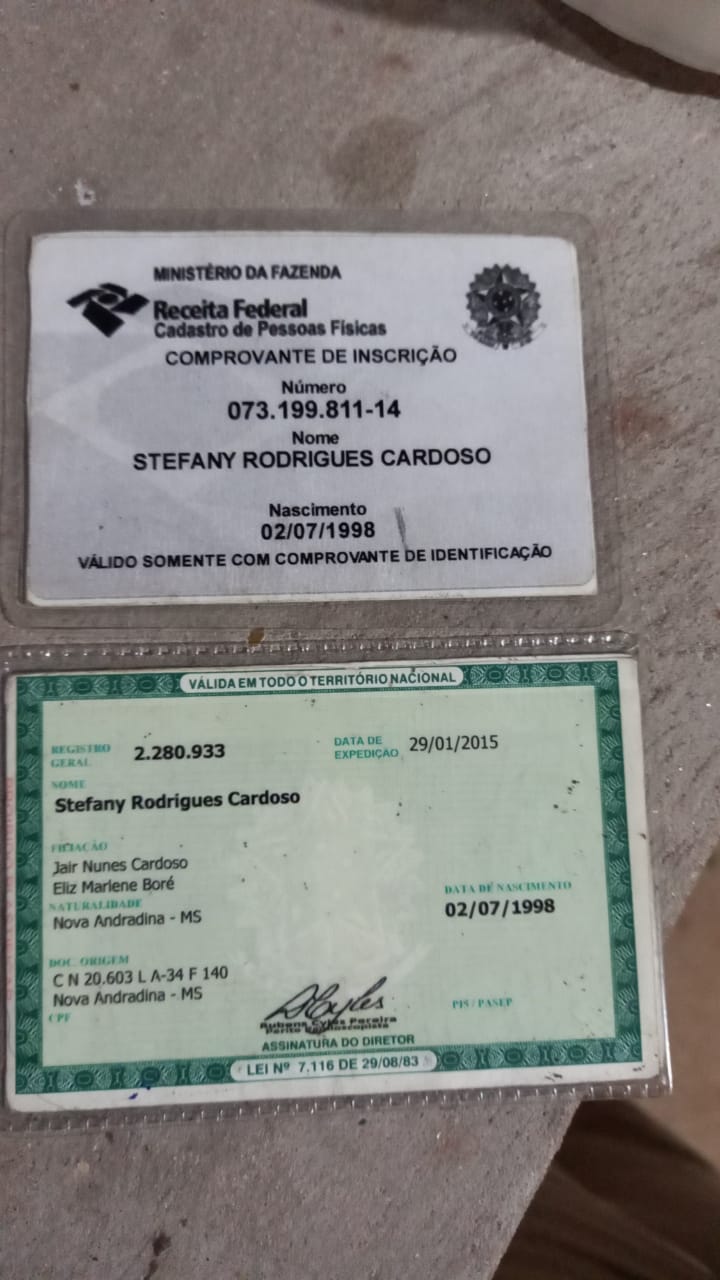 MINISTÉRIO DA FAZENDA
Receita Federal
Cadastro de Pessoas Físicas
COMPROVANTE DE INSCRIÇÃO
Número
073.199.811-14
Nome
STEFANY RODRIGUES CARDOSO
Nascimento
02/07/1998
VÁLIDO SOMENTE COM COMPROVANTE DE IDENTIFICAÇÃO
VÁLIDA EM TODO O TERRITÓRIO NACIONAL
REGISTRO GERAL 2.280.933 DATA DE EXPEDIÇÃO 29/01/2015
NOME
Stefany Rodrigues Cardoso
FILIAÇÃO
Jair Nunes Cardoso
Eliz Marlene Boré
NATURALIDADE DATA DE NASCIMENTO
Nova Andradina - MS 02/07/1998
DOC. ORIGEM
C N 20.603 L A-34 F 140
Nova Andradina - MS
CPF PIS / PASEP
Rubens Cyles Pereira
ASSINATURA DO DIRETOR
LEI Nº 7.116 DE 29/08/83